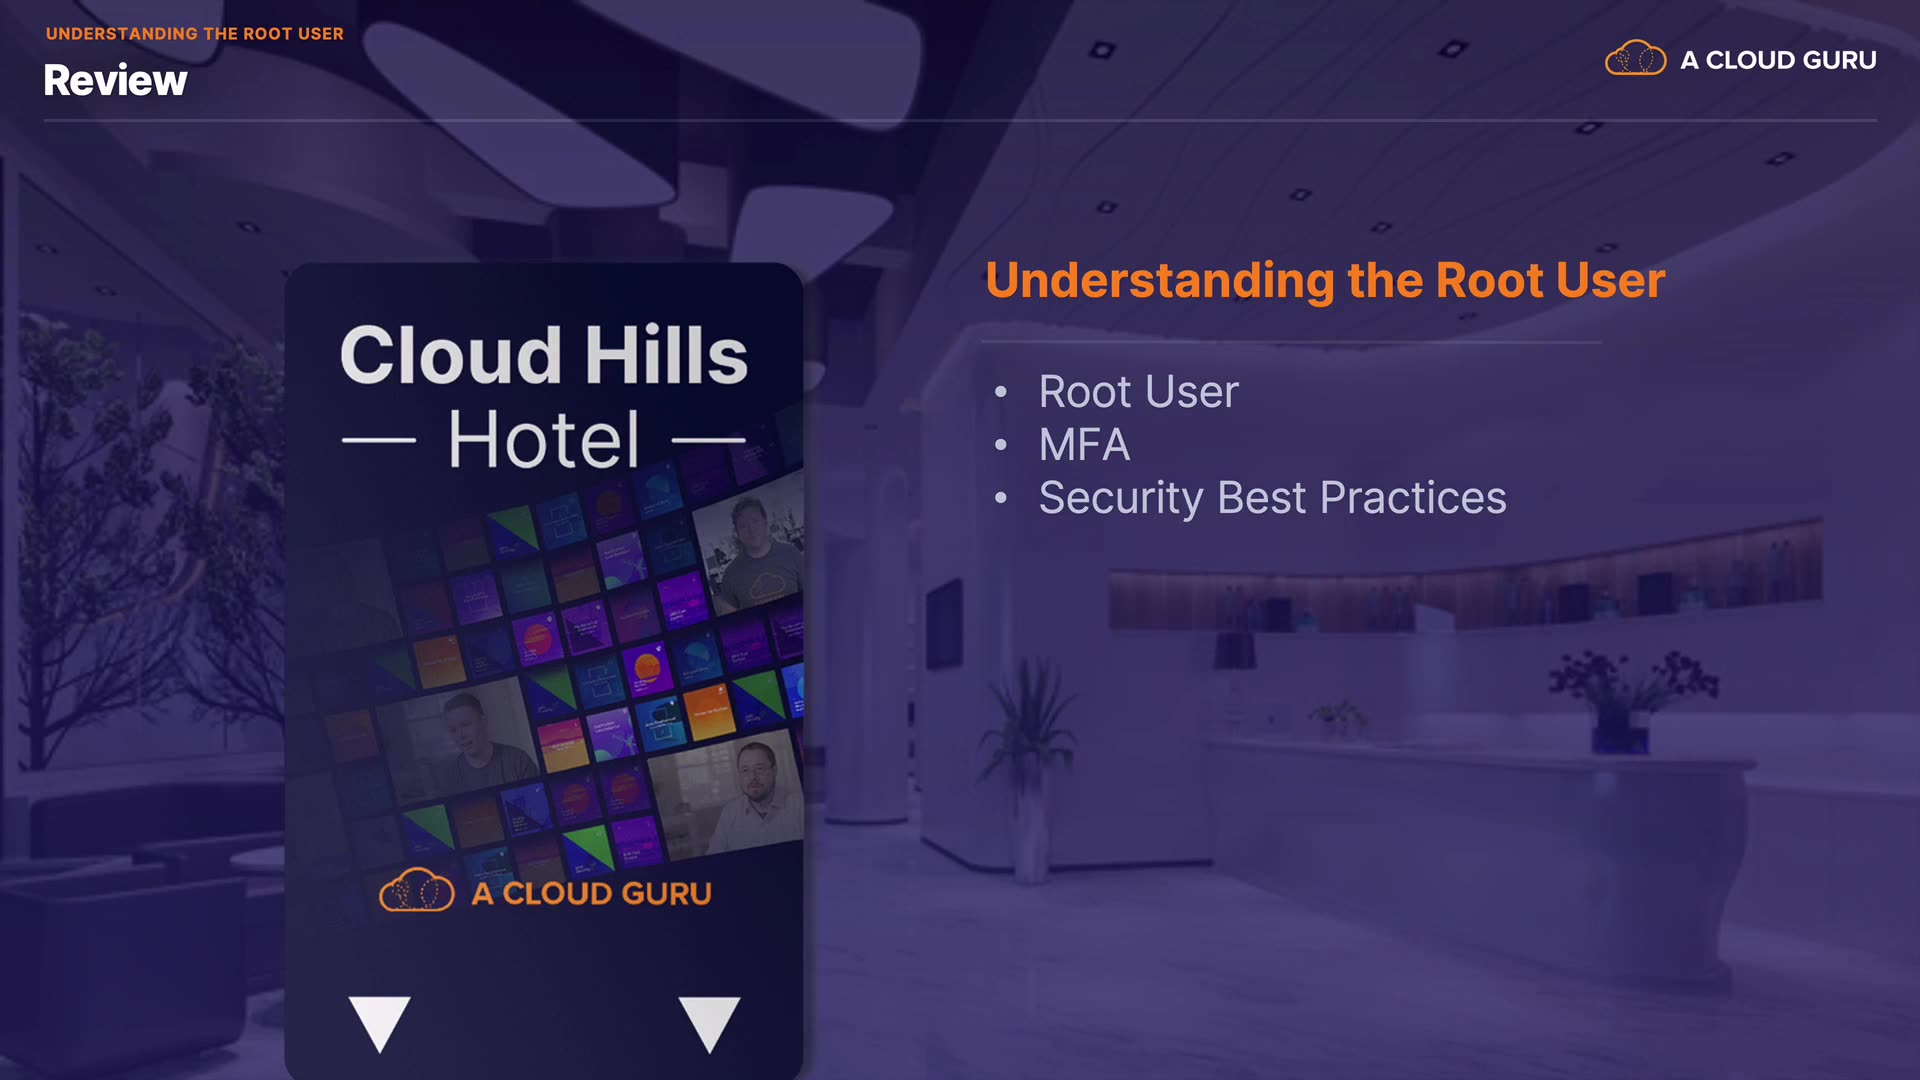 UNDERSTANDING THE ROOT USER
Review
A CLOUD GURU
Cloud Hills
Hotel
A CLOUD GURU
Understanding the Root User
• Root User
• MFA
• Security Best Practices